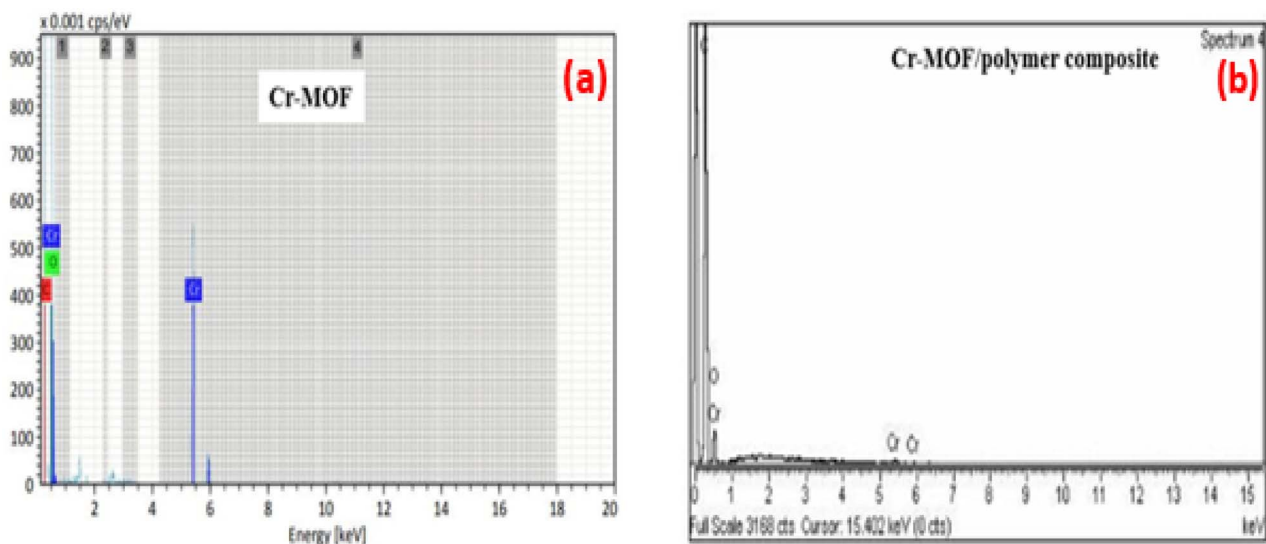 x 0.001 cps/eV
1 2 3 4
Cr-MOF
(a)
900
800
700
600
500
400
300
200
100
0
Cr
O
C
Cr
2 4 6 8 10 12 14 16 18 20
Energy [keV]
Spectrum 4
Cr-MOF/polymer composite
(b)
C
O
Cr
Cr Cr
0 1 2 3 4 5 6 7 8 9 10 11 12 13 14 15
Full Scale 3168 cts Cursor: 15.402 keV (0 cts)
keV